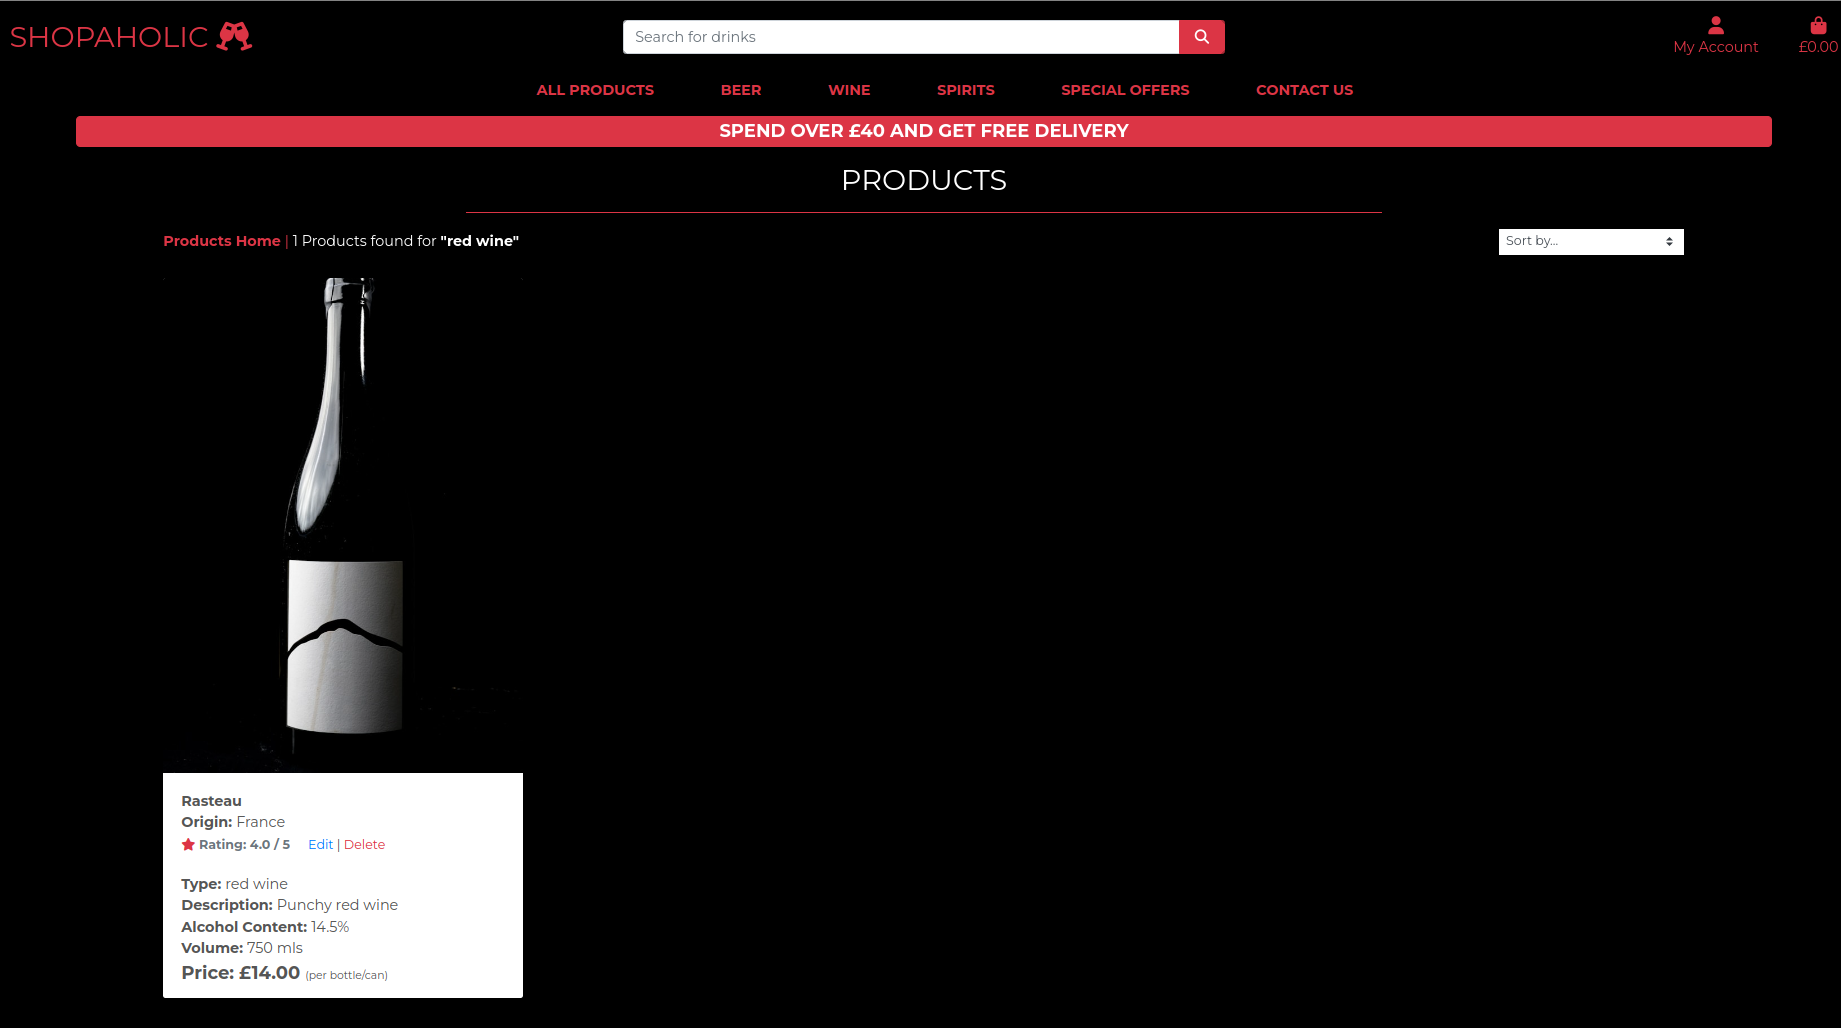 SHOPAHOLIC
Search for drinks
My Account
£0.00
ALL PRODUCTS BEER WINE SPIRITS SPECIAL OFFERS CONTACT US
SPEND OVER £40 AND GET FREE DELIVERY
PRODUCTS
Products Home | 1 Products found for "red wine"
Sort by...
Rasteau
Origin: France
Rating: 4.0 / 5 Edit | Delete
Type: red wine
Description: Punchy red wine
Alcohol Content: 14.5%
Volume: 750 mls
Price: £14.00 (per bottle/can)